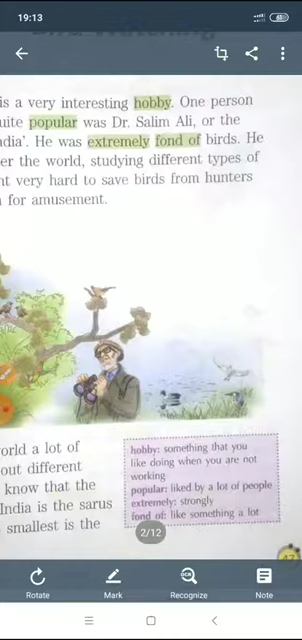 19:13
is a very interesting hobby. One person
uite popular was Dr. Salim Ali, or the
dia'. He was extremely fond of birds. He
er the world, studying different types of
nt very hard to save birds from hunters
for amusement.
orld a lot of
out different
know that the
India is the sarus
smallest is the
hobby: something that you
like doing when you are not
working
popular: liked by a lot of people
extremely: strongly
fond of: like something a lot
2/12
47
Rotate
Mark
OCR
Recognize
Note